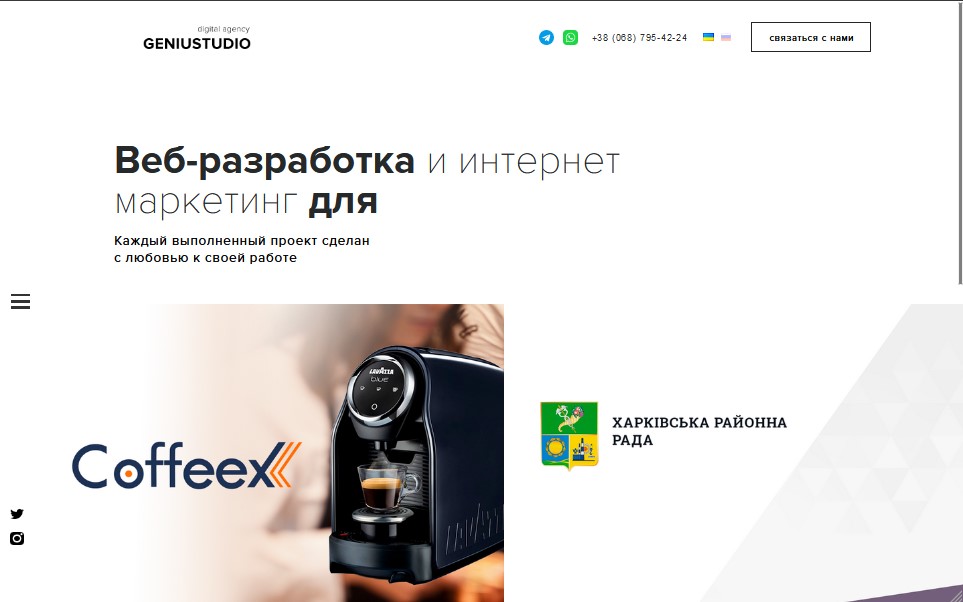 digital agency
GENIUSTUDIO
+38 (068) 795-42-24
связаться с нами
Веб-разработка и интернет
маркетинг для
Каждый выполненный проект сделан
с любовью к своей работе
LAVAZZA
blue
Coffeex
ХАРКІВСЬКА РАЙОННА
РАДА